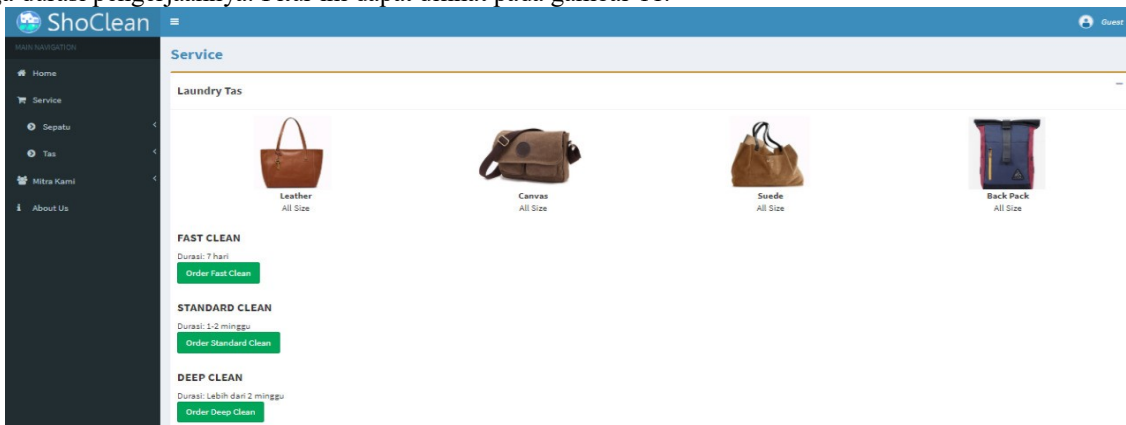 durasi pengerjaannya.
ShoClean
Guest
MAIN NAVIGATION
Home
Service
Sepatu
Tas
Mitra Kami
About Us
Service
Laundry Tas
Leather
All Size
Canvas
All Size
Suede
All Size
Back Pack
All Size
FAST CLEAN
Durasi: 7 hari
Order Fast Clean
STANDARD CLEAN
Durasi: 1-2 minggu
Order Standard Clean
DEEP CLEAN
Durasi: Lebih dari 2 minggu
Order Deep Clean